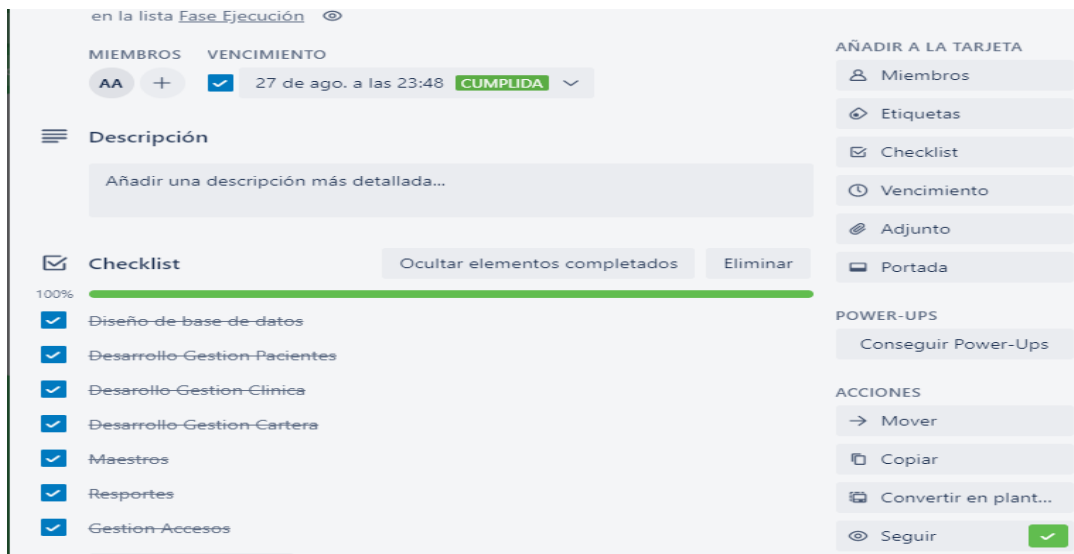 en la lista Fase Ejecución
MIEMBROS VENCIMIENTO
AA + 27 de ago. a las 23:48 CUMPLIDA
Descripción
Añadir una descripción más detallada...
Checklist Ocultar elementos completados Eliminar
100%
Diseño de base de datos
Desarrollo Gestion Pacientes
Desarollo Gestion Clinica
Desarrollo Gestion Cartera
Maestros
Resportes
Gestion Accesos
AÑADIR A LA TARJETA
Miembros
Etiquetas
Checklist
Vencimiento
Adjunto
Portada
POWER-UPS
Conseguir Power-Ups
ACCIONES
Mover
Copiar
Convertir en plant...
Seguir